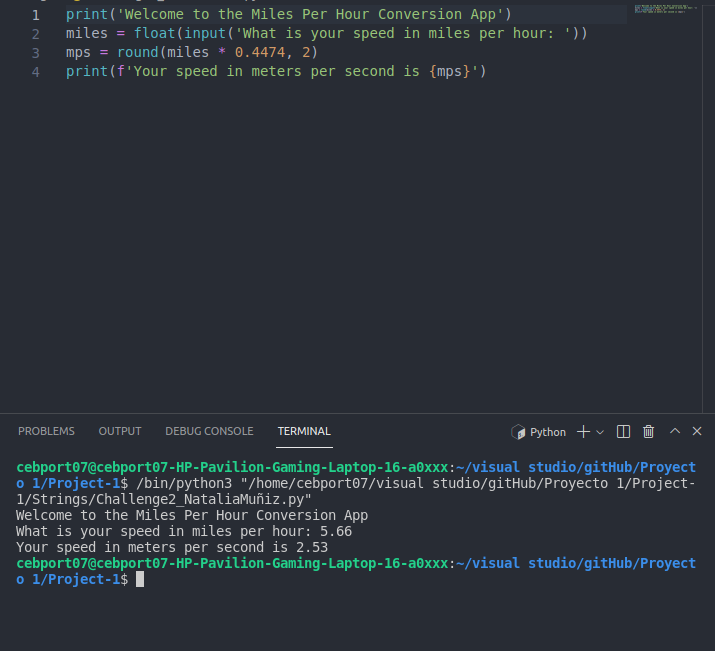 1 print('Welcome to the Miles Per Hour Conversion App')
2 miles = float(input('What is your speed in miles per hour: '))
3 mps = round(miles * 0.4474, 2)
4 print(f'Your speed in meters per second is {mps}')
PROBLEMS OUTPUT DEBUG CONSOLE TERMINAL Python
cebport07@cebport07-HP-Pavilion-Gaming-Laptop-16-a0xxx:~/visual studio/gitHub/Proyect
o 1/Project-1$ /bin/python3 "/home/cebport07/visual studio/gitHub/Proyecto 1/Project-
1/Strings/Challenge2_NataliaMuñiz.py"
Welcome to the Miles Per Hour Conversion App
What is your speed in miles per hour: 5.66
Your speed in meters per second is 2.53
cebport07@cebport07-HP-Pavilion-Gaming-Laptop-16-a0xxx:~/visual studio/gitHub/Proyect
o 1/Project-1$